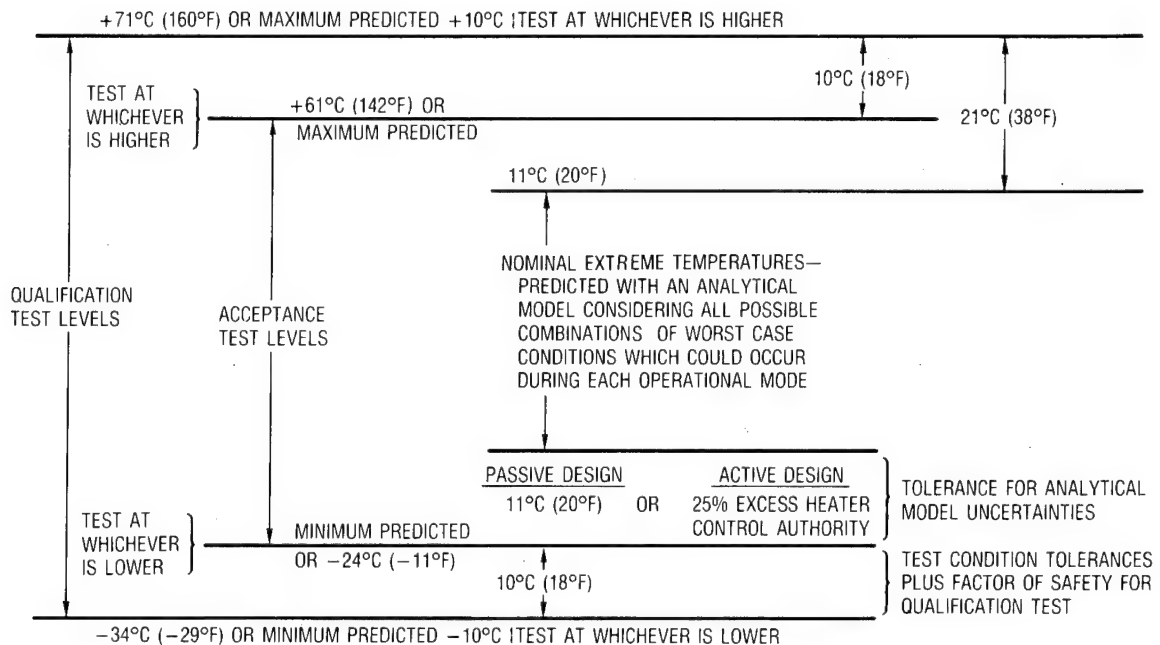 +71°C (160°F) OR MAXIMUM PREDICTED +10°C (TEST AT WHICHEVER IS HIGHER
10°C (18°F)
TEST AT
WHICHEVER
IS HIGHER
+61°C (142°F) OR
MAXIMUM PREDICTED
21°C (38°F)
11°C (20°F)
QUALIFICATION
TEST LEVELS
ACCEPTANCE
TEST LEVELS
NOMINAL EXTREME TEMPERATURES—
PREDICTED WITH AN ANALYTICAL
MODEL CONSIDERING ALL POSSIBLE
COMBINATIONS OF WORST CASE
CONDITIONS WHICH COULD OCCUR
DURING EACH OPERATIONAL MODE
PASSIVE DESIGN
11°C (20°F)
OR
ACTIVE DESIGN
25% EXCESS HEATER
CONTROL AUTHORITY
TOLERANCE FOR ANALYTICAL
MODEL UNCERTAINTIES
TEST AT
WHICHEVER
IS LOWER
MINIMUM PREDICTED
OR −24°C (−11°F)
10°C (18°F)
TEST CONDITION TOLERANCES
PLUS FACTOR OF SAFETY FOR
QUALIFICATION TEST
−34°C (−29°F) OR MINIMUM PREDICTED −10°C (TEST AT WHICHEVER IS LOWER